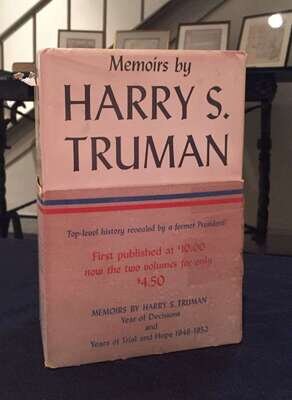 Memoirs by
HARRY S.
TRUMAN
Top-level history revealed by a former President!
First published at $10.00
now the two volumes for only
$4.50
MEMOIRS BY HARRY S. TRUMAN
Year of Decisions
and
Years of Trial and Hope 1946-1952